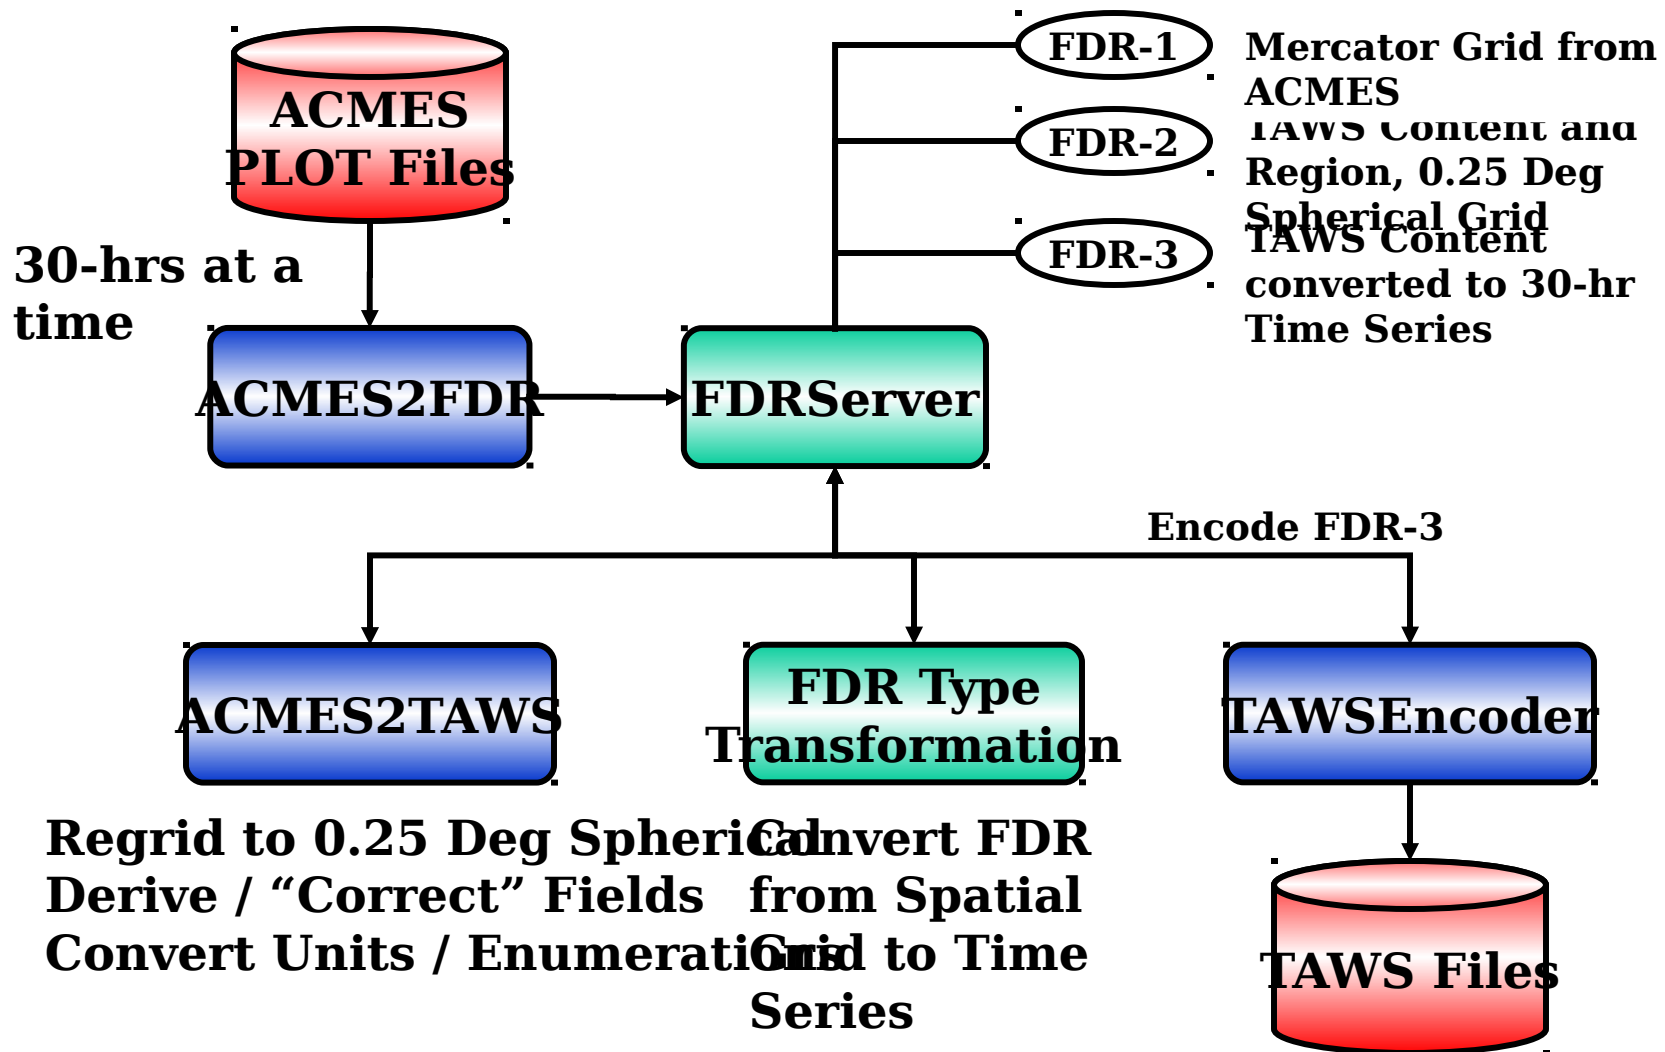 ACMES
PLOT Files
FDR-1
Mercator Grid from
ACMES
FDR-2
TAWS Content and
Region, 0.25 Deg
Spherical Grid
FDR-3
TAWS Content
converted to 30-hr
Time Series
30-hrs at a
time
ACMES2FDR
FDRServer
Encode FDR-3
ACMES2TAWS
FDR Type
Transformation
TAWSEncoder
Regrid to 0.25 Deg Spherical
Derive / “Correct” Fields
Convert Units / Enumerations
Convert FDR
from Spatial
Grid to Time
Series
TAWS Files